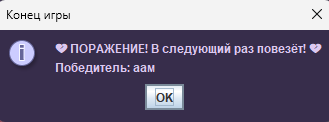 Конец игры
💔 ПОРАЖЕНИЕ! В следующий раз повезёт! 💔
Победитель: аам
OK